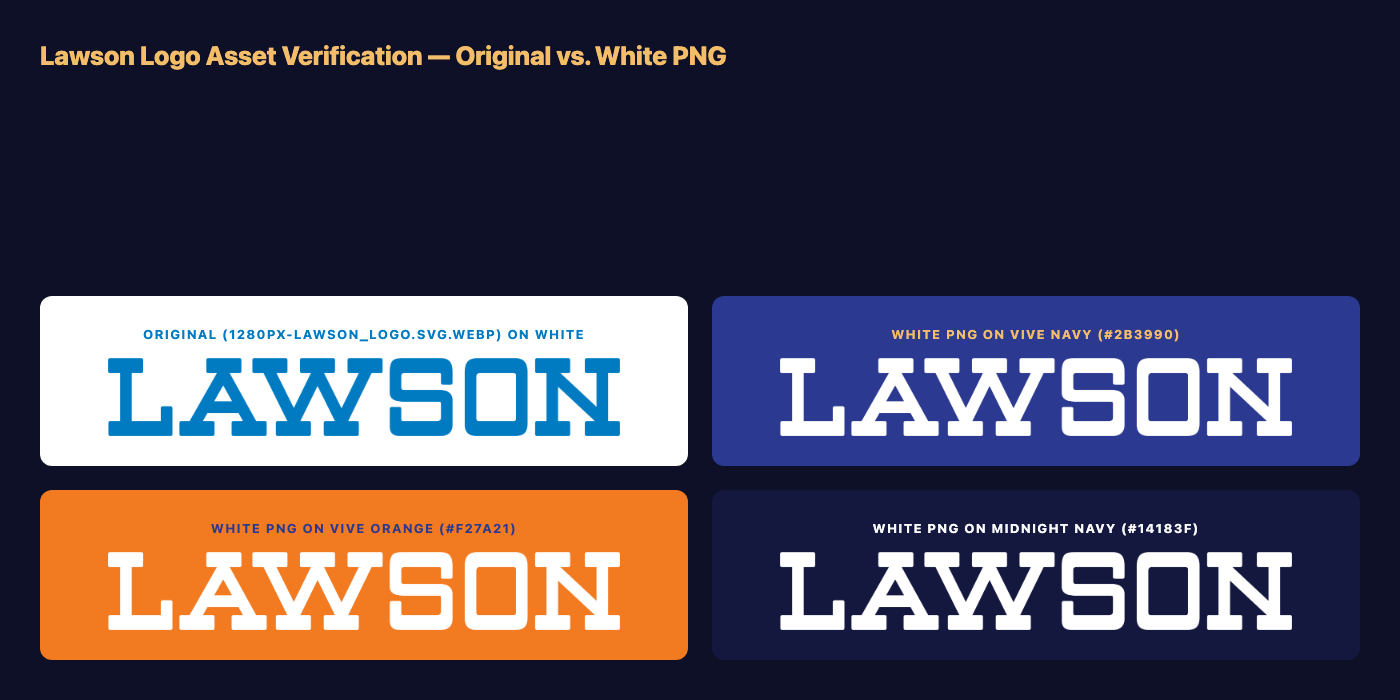 Lawson Logo Asset Verification — Original vs. White PNG
ORIGINAL (1280PX-LAWSON_LOGO.SVG.WEBP) ON WHITE
LAWSON
WHITE PNG ON VIVE NAVY (#2B3990)
LAWSON
WHITE PNG ON VIVE ORANGE (#F27A21)
LAWSON
WHITE PNG ON MIDNIGHT NAVY (#14183F)
LAWSON